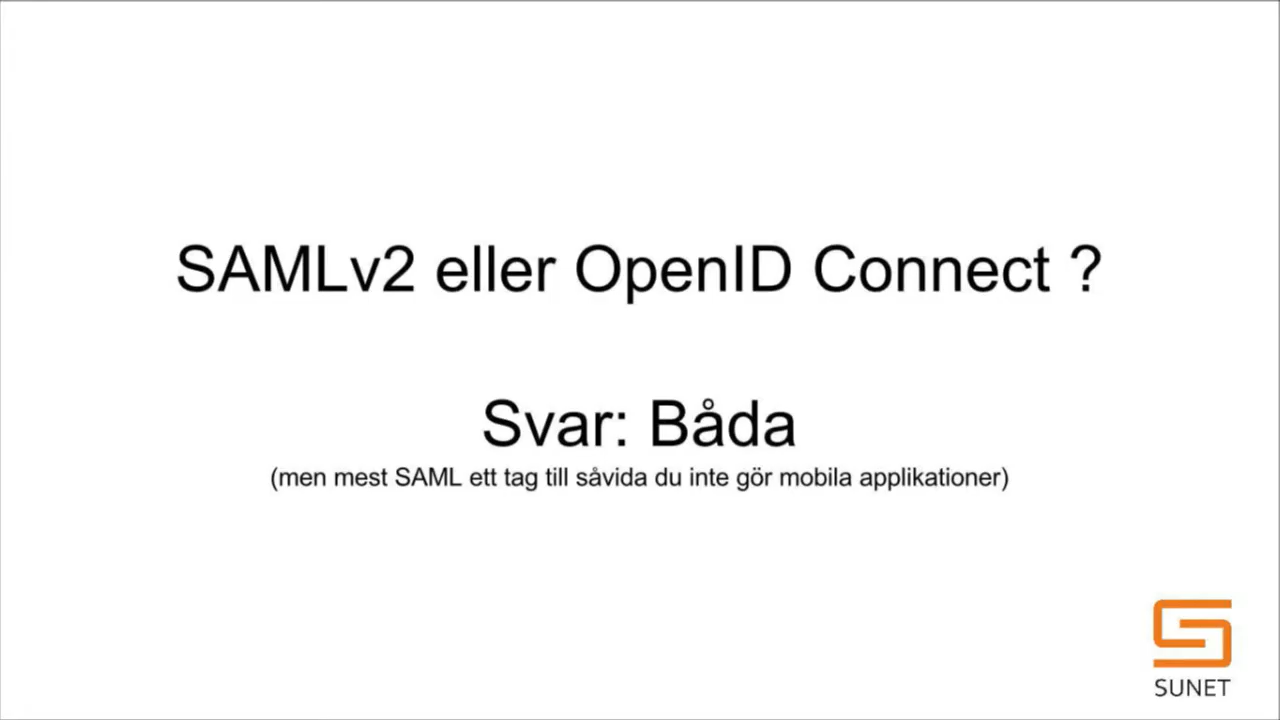 SAMLv2 eller OpenID Connect ?
Svar: Båda
(men mest SAML ett tag till såvida du inte gör mobila applikationer)
SUNET